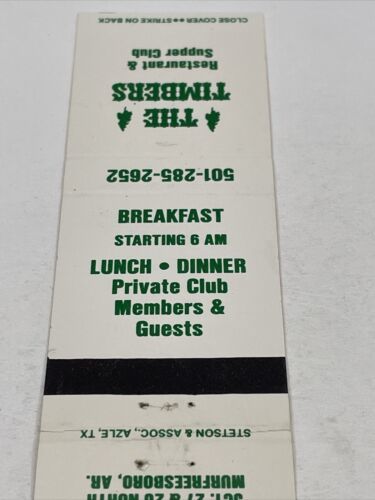 CLOSE COVER ●● STRIKE ON BACK
THE
TIMBERS
Restaurant &
Supper Club
501-285-2652
BREAKFAST
STARTING 6 AM
LUNCH • DINNER
Private Club
Members &
Guests
STETSON & ASSOC., AZLE, TX
MURFREESBORO, AR.
JCT. 27 & 26 NORTH